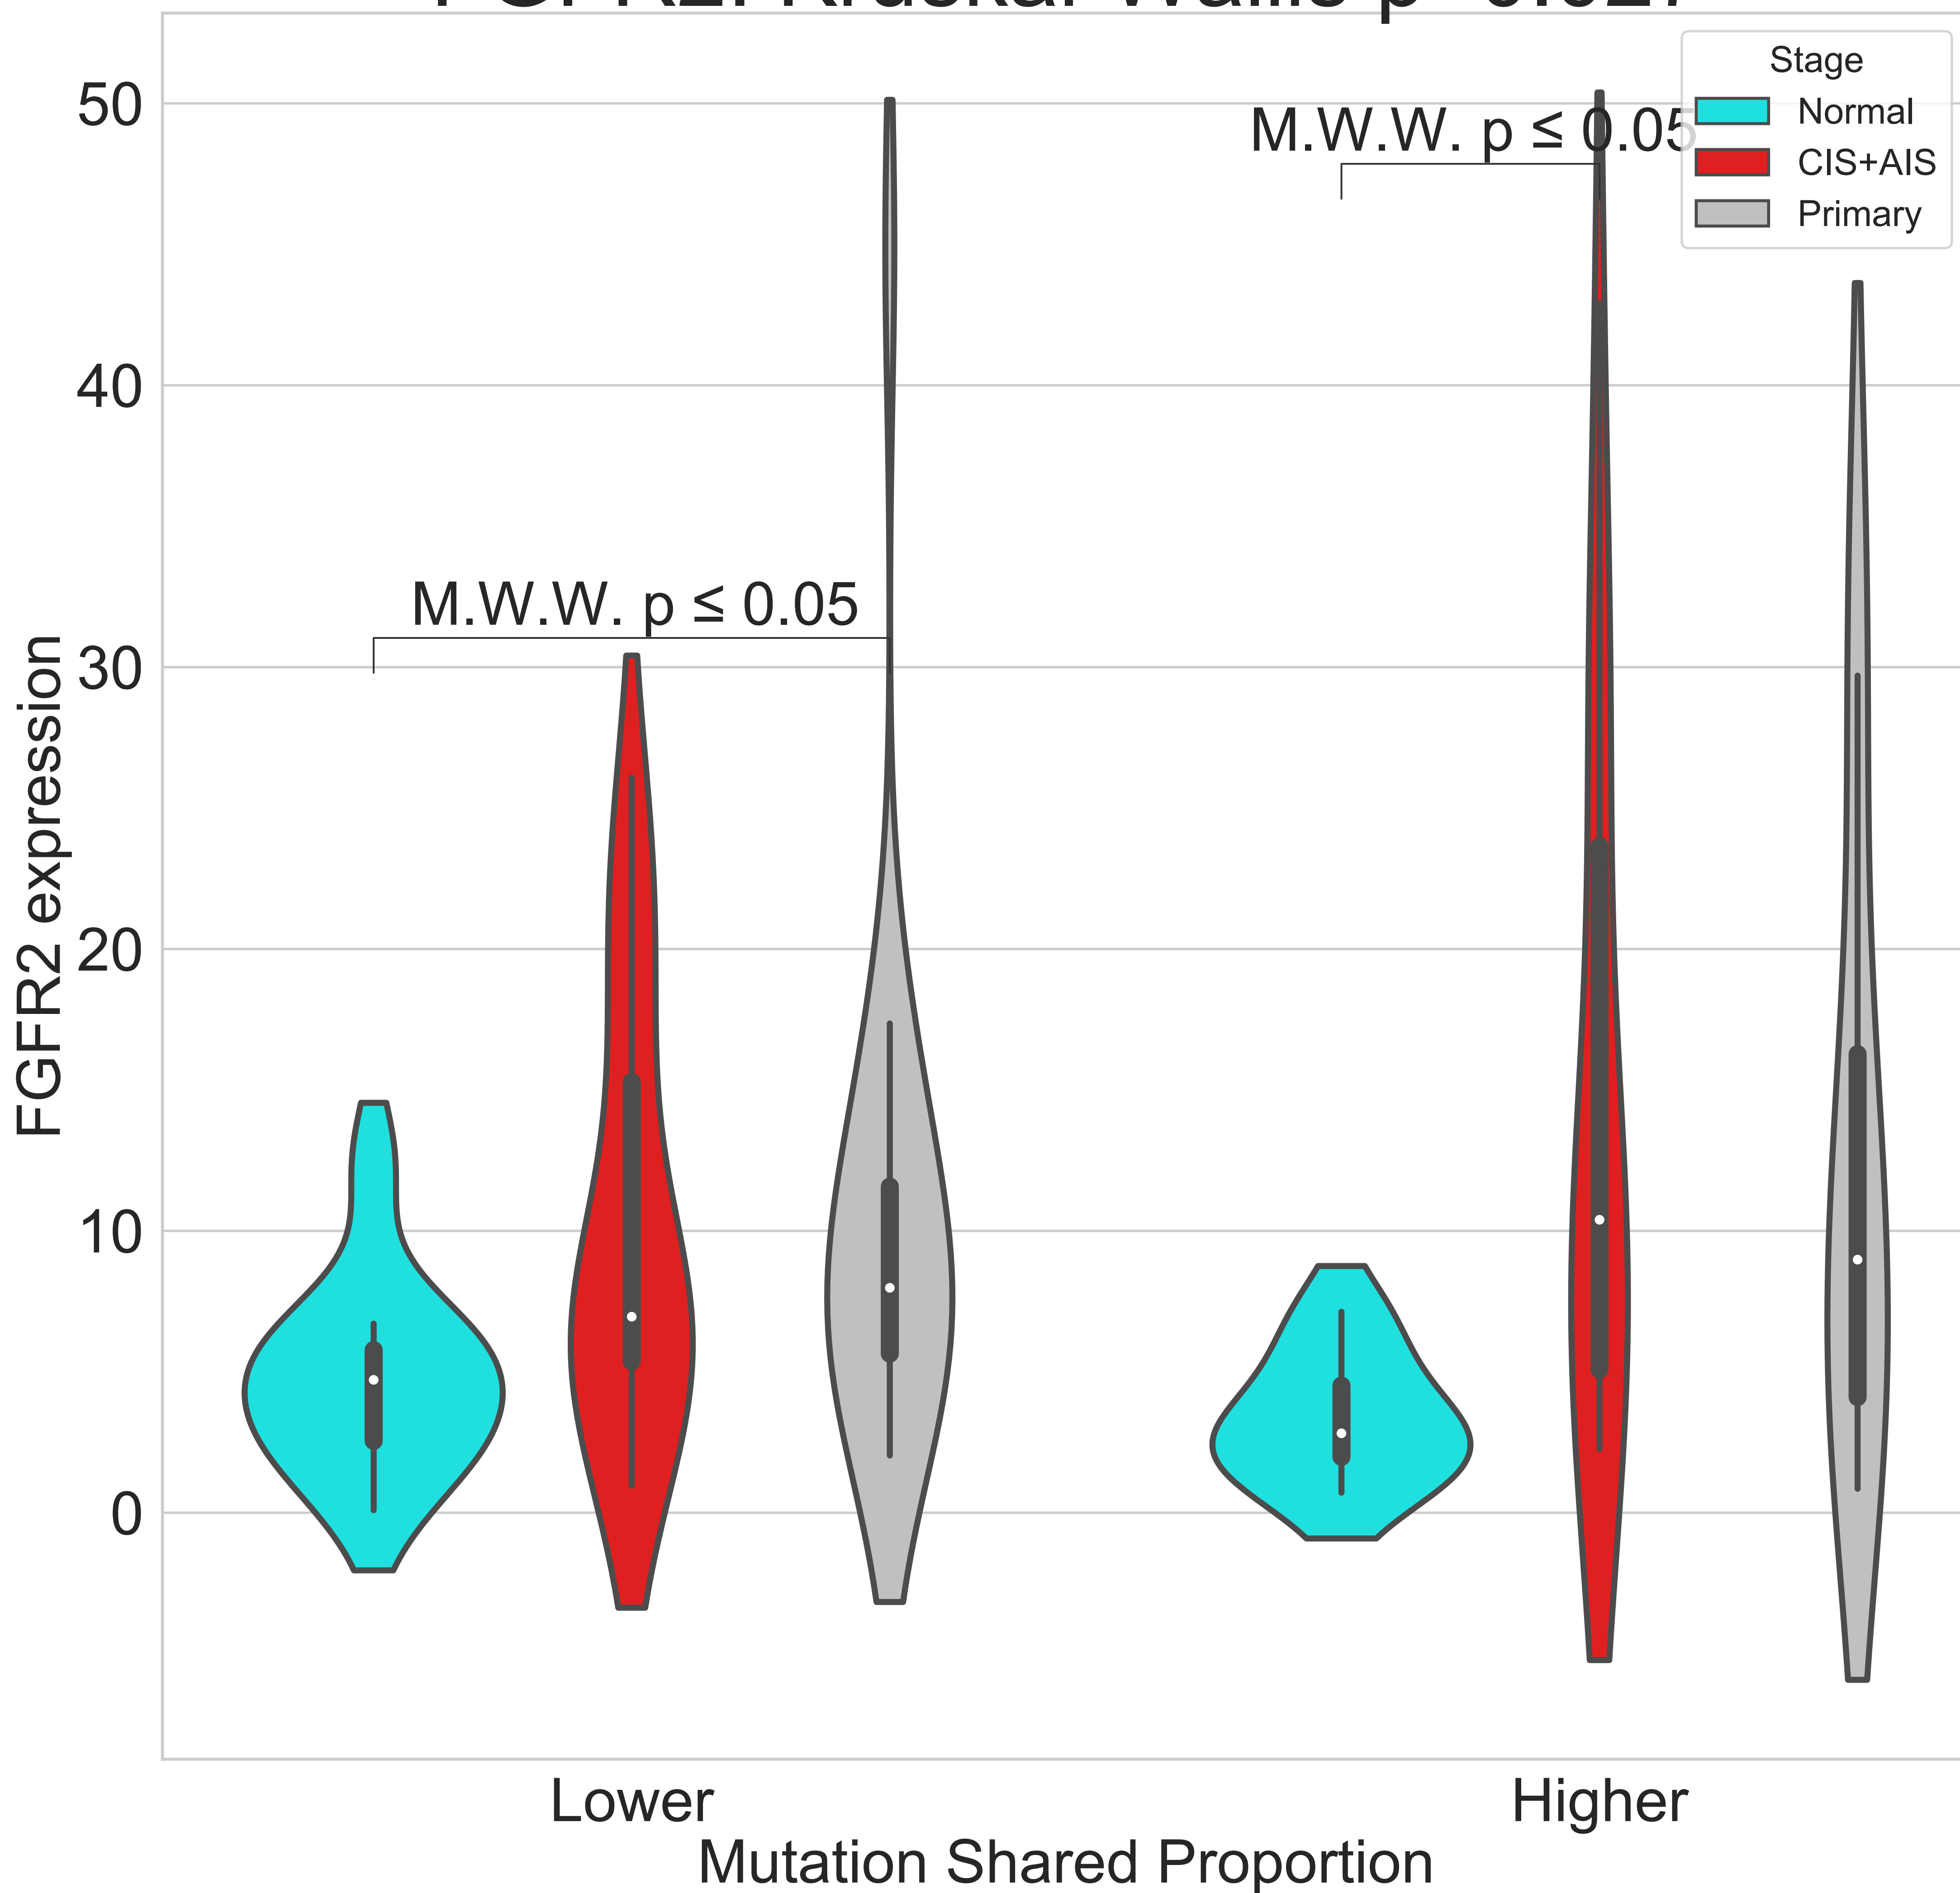 50
M.W.W. p ≤ 0.05
Stage
Normal
CIS+AIS
Primary
40
M.W.W. p ≤ 0.05
30
FGFR2 expression
20
10
0
Lower
Higher
Mutation Shared Proportion